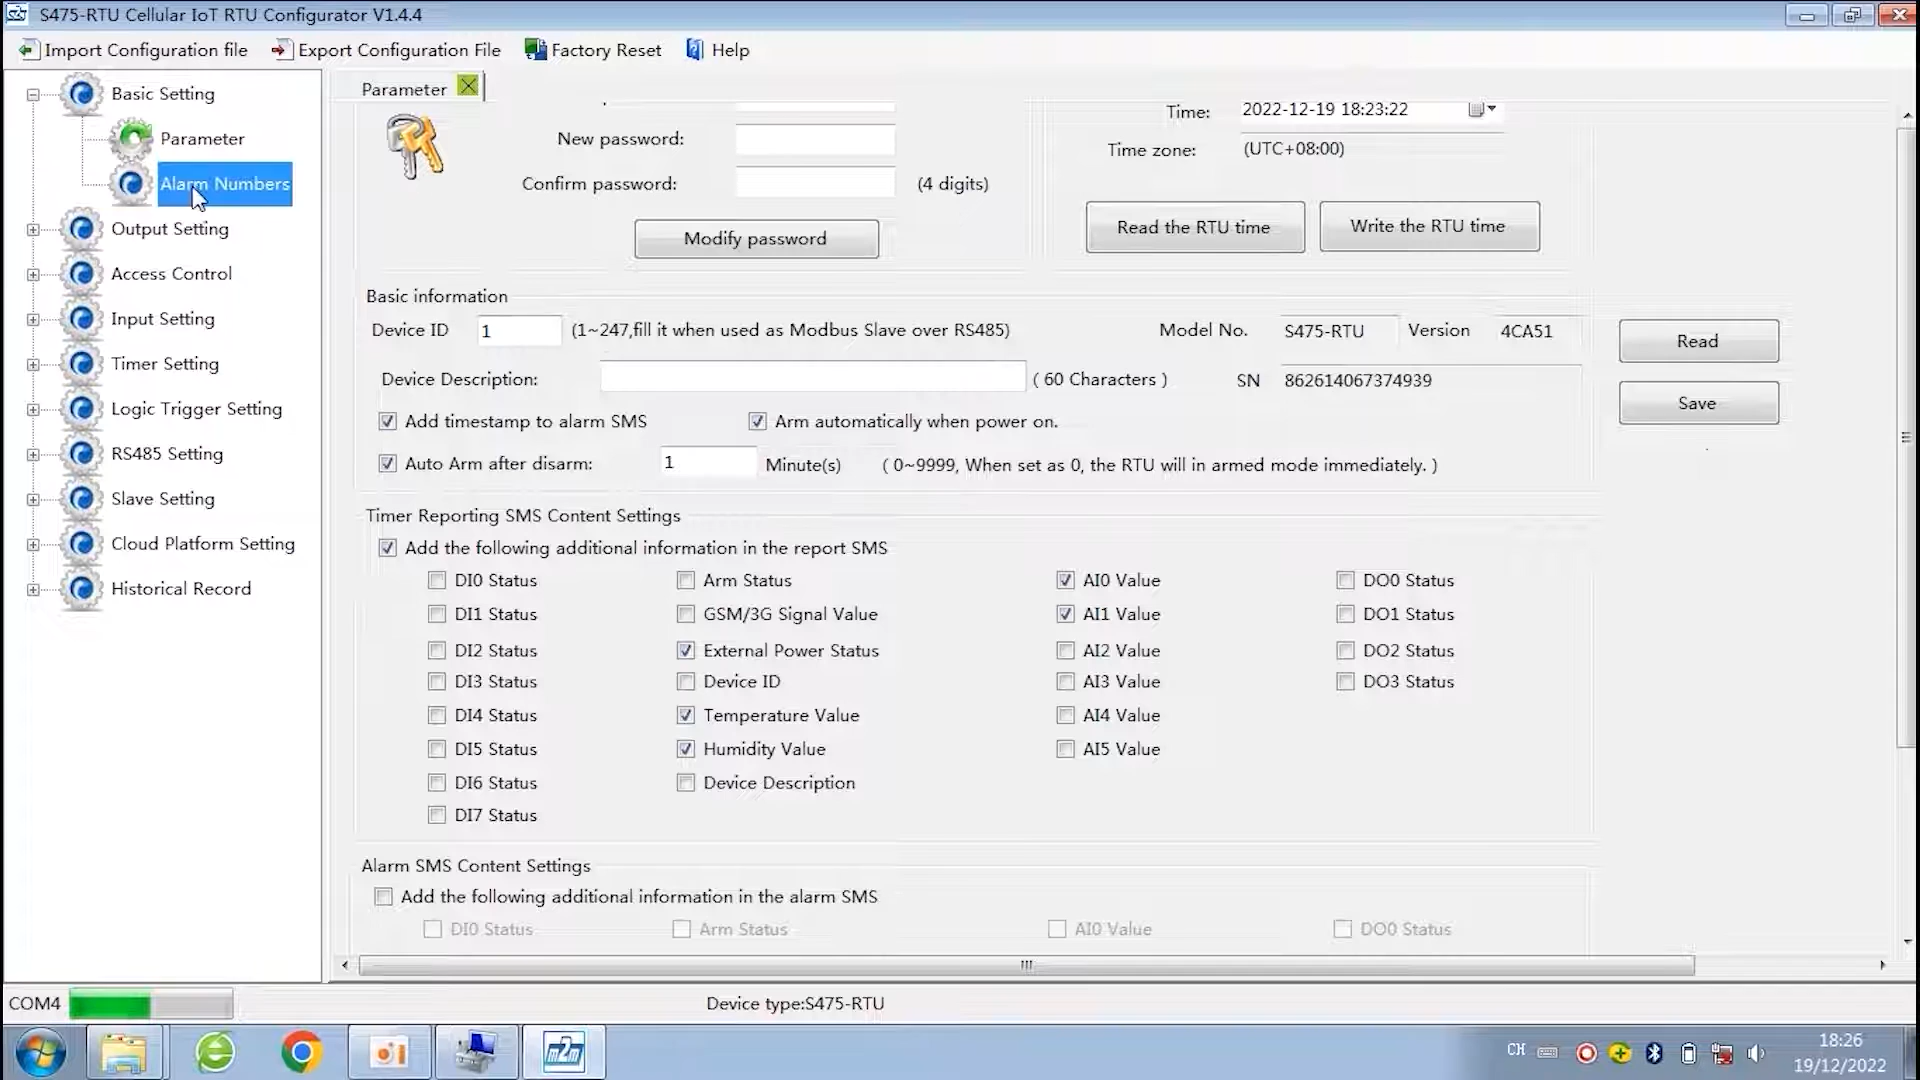 S475-RTU Cellular IoT RTU Configurator V1.4.4
Import Configuration file Export Configuration File Factory Reset Help
Basic Setting
Parameter
Alarm Numbers
Output Setting
Access Control
Input Setting
Timer Setting
Logic Trigger Setting
RS485 Setting
Slave Setting
Cloud Platform Setting
Historical Record
Parameter
New password:
Confirm password: (4 digits)
Modify password
Time: 2022-12-19 18:23:22
Time zone: (UTC+08:00)
Read the RTU time Write the RTU time
Basic information
Device ID 1 (1~247,fill it when used as Modbus Slave over RS485) Model No. S475-RTU Version 4CA51
Device Description: ( 60 Characters ) SN 862614067374939
Add timestamp to alarm SMS Arm automatically when power on.
Auto Arm after disarm: 1 Minute(s) ( 0~9999, When set as 0, the RTU will in armed mode immediately. )
Read
Save
Timer Reporting SMS Content Settings
Add the following additional information in the report SMS
DI0 Status Arm Status AI0 Value DO0 Status
DI1 Status GSM/3G Signal Value AI1 Value DO1 Status
DI2 Status External Power Status AI2 Value DO2 Status
DI3 Status Device ID AI3 Value DO3 Status
DI4 Status Temperature Value AI4 Value
DI5 Status Humidity Value AI5 Value
DI6 Status Device Description
DI7 Status
Alarm SMS Content Settings
Add the following additional information in the alarm SMS
DI0 Status Arm Status AI0 Value DO0 Status
COM4 Device type:S475-RTU
m2m CH 18:26
19/12/2022